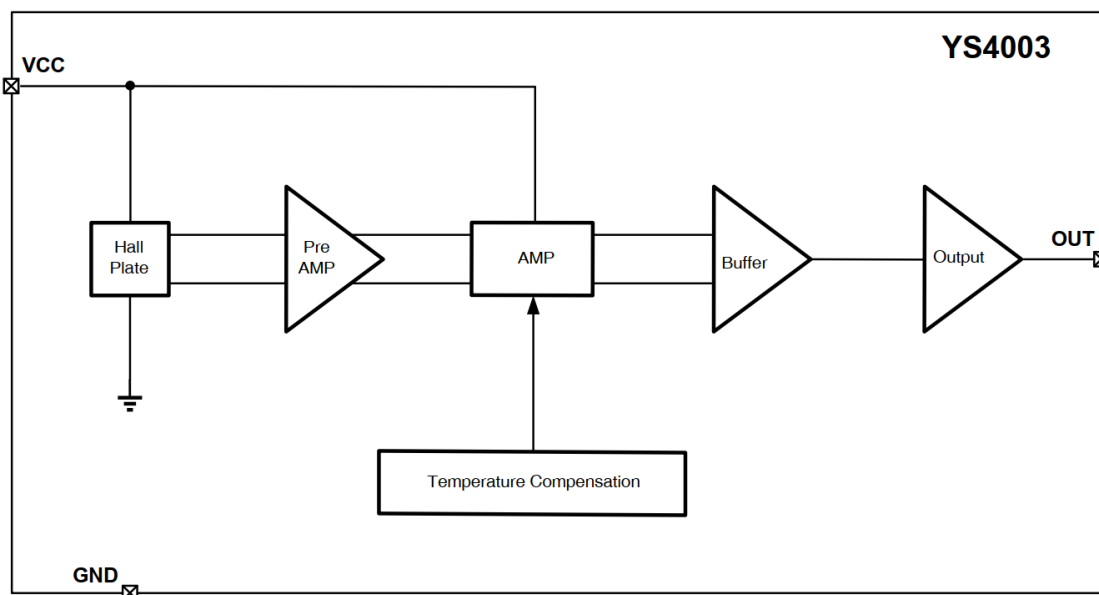 YS4003
VCC
Hall
Plate
Pre
AMP
AMP
Buffer
Output
OUT
Temperature Compensation
GND